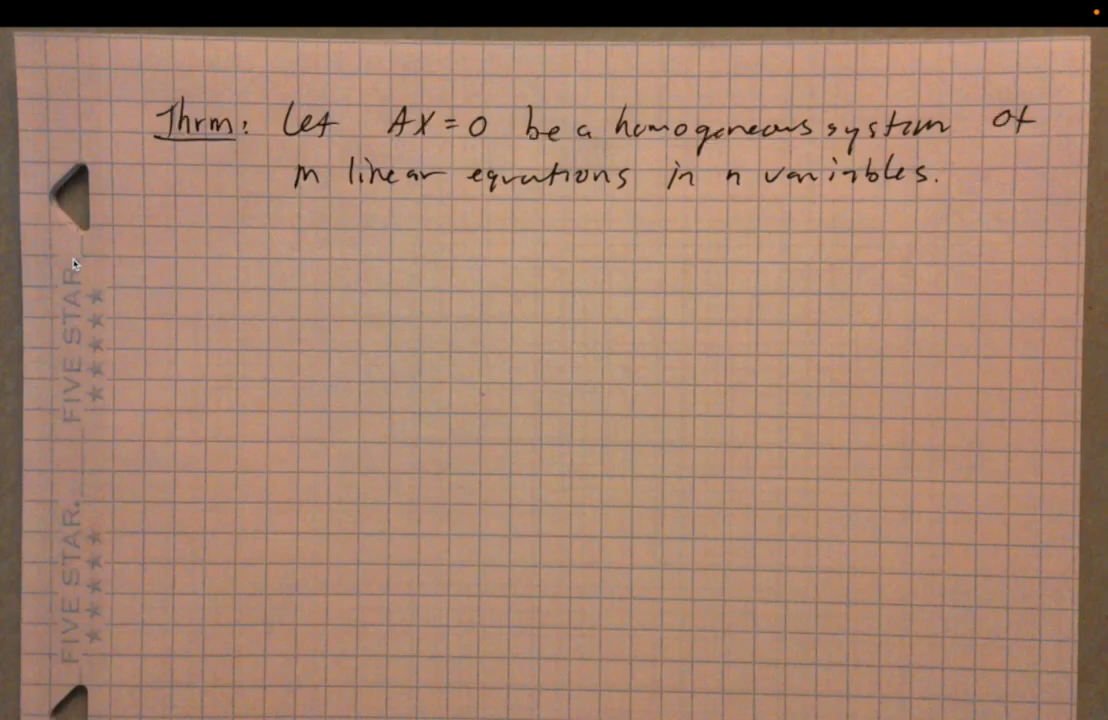 Thrm: Let AX = 0 be a homogeneous system of
m linear equations in n variables.
FIVE STAR.
★★★★★
FIVE STAR.
★★★★★